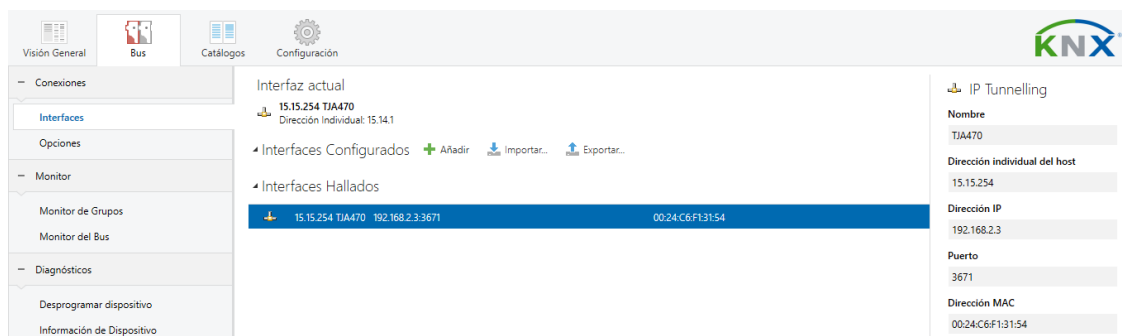 Visión General
Bus
Catálogos
Configuración
KNX
Conexiones
Interfaces
Opciones
Monitor
Monitor de Grupos
Monitor del Bus
Diagnósticos
Desprogramar dispositivo
Información de Dispositivo
Interfaz actual
15.15.254 TJA470
Dirección Individual: 15.14.1
Interfaces Configurados Añadir Importar... Exportar...
Interfaces Hallados
15.15.254 TJA470 192.168.2.3:3671 00:24:C6:F1:31:54
IP Tunnelling
Nombre
TJA470
Dirección individual del host
15.15.254
Dirección IP
192.168.2.3
Puerto
3671
Dirección MAC
00:24:C6:F1:31:54